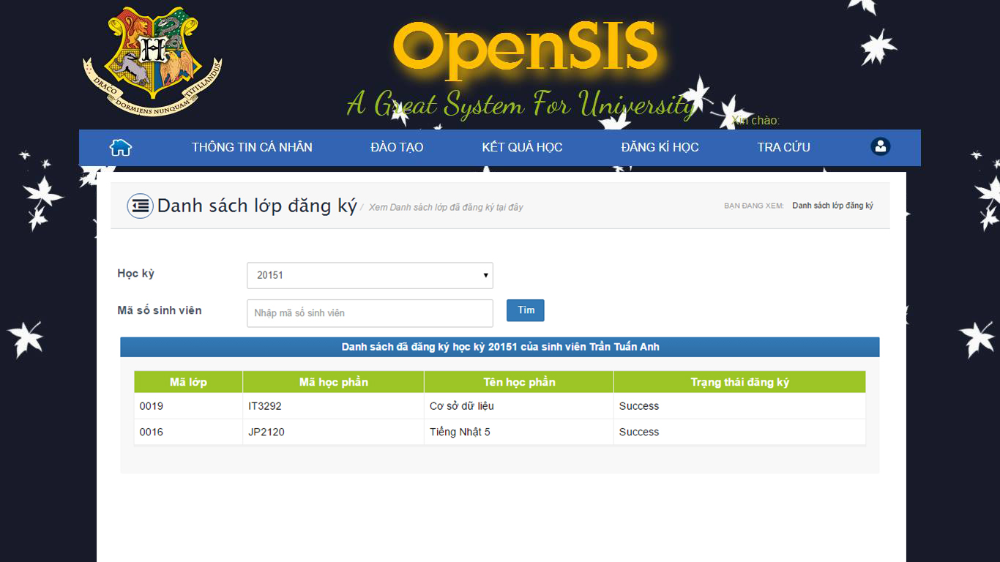 OpenSIS
A Great System For University
DRACO DORMIENS NUNQUAM TITILLANDUS
H
Xin chào:
THÔNG TIN CÁ NHÂN ĐÀO TẠO KẾT QUẢ HỌC ĐĂNG KÍ HỌC TRA CỨU
Danh sách lớp đăng ký / Xem Danh sách lớp đã đăng ký tại đây BẠN ĐANG XEM: Danh sách lớp đăng ký
Học kỳ 20151
Mã số sinh viên Nhập mã số sinh viên Tìm
Danh sách đã đăng ký học kỳ 20151 của sinh viên Trần Tuấn Anh
Mã lớp Mã học phần Tên học phần Trạng thái đăng ký
0019 IT3292 Cơ sở dữ liệu Success
0016 JP2120 Tiếng Nhật 5 Success